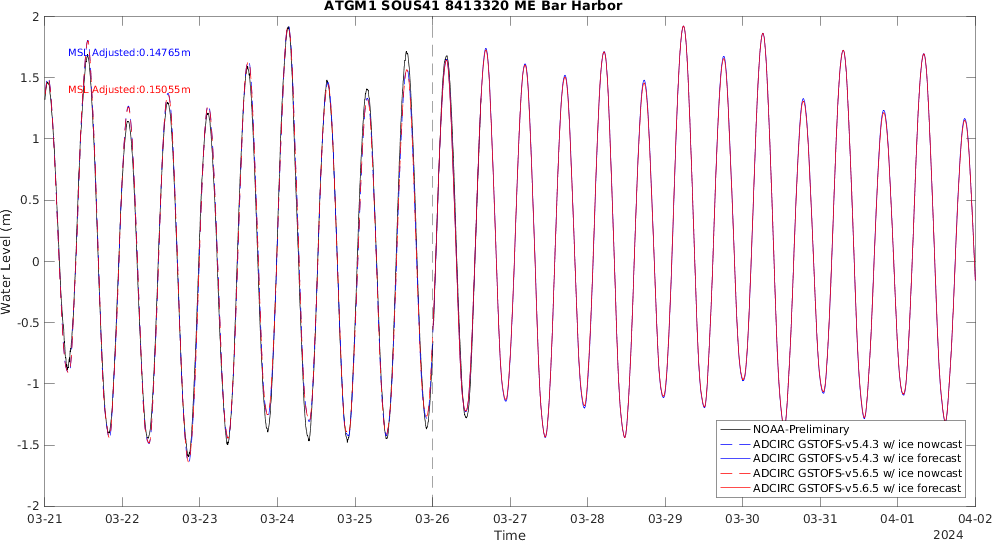 ATGM1 SOUS41 8413320 ME Bar Harbor
2
1.5
1
0.5
0
-0.5
-1
-1.5
-2
Water Level (m)
MSL Adjusted:0.14765m
MSL Adjusted:0.15055m
NOAA-Preliminary
ADCIRC GSTOFS-v5.4.3 w/ ice nowcast
ADCIRC GSTOFS-v5.4.3 w/ ice forecast
ADCIRC GSTOFS-v5.6.5 w/ ice nowcast
ADCIRC GSTOFS-v5.6.5 w/ ice forecast
03-21 03-22 03-23 03-24 03-25 03-26 03-27 03-28 03-29 03-30 03-31 04-01 04-02
Time
2024